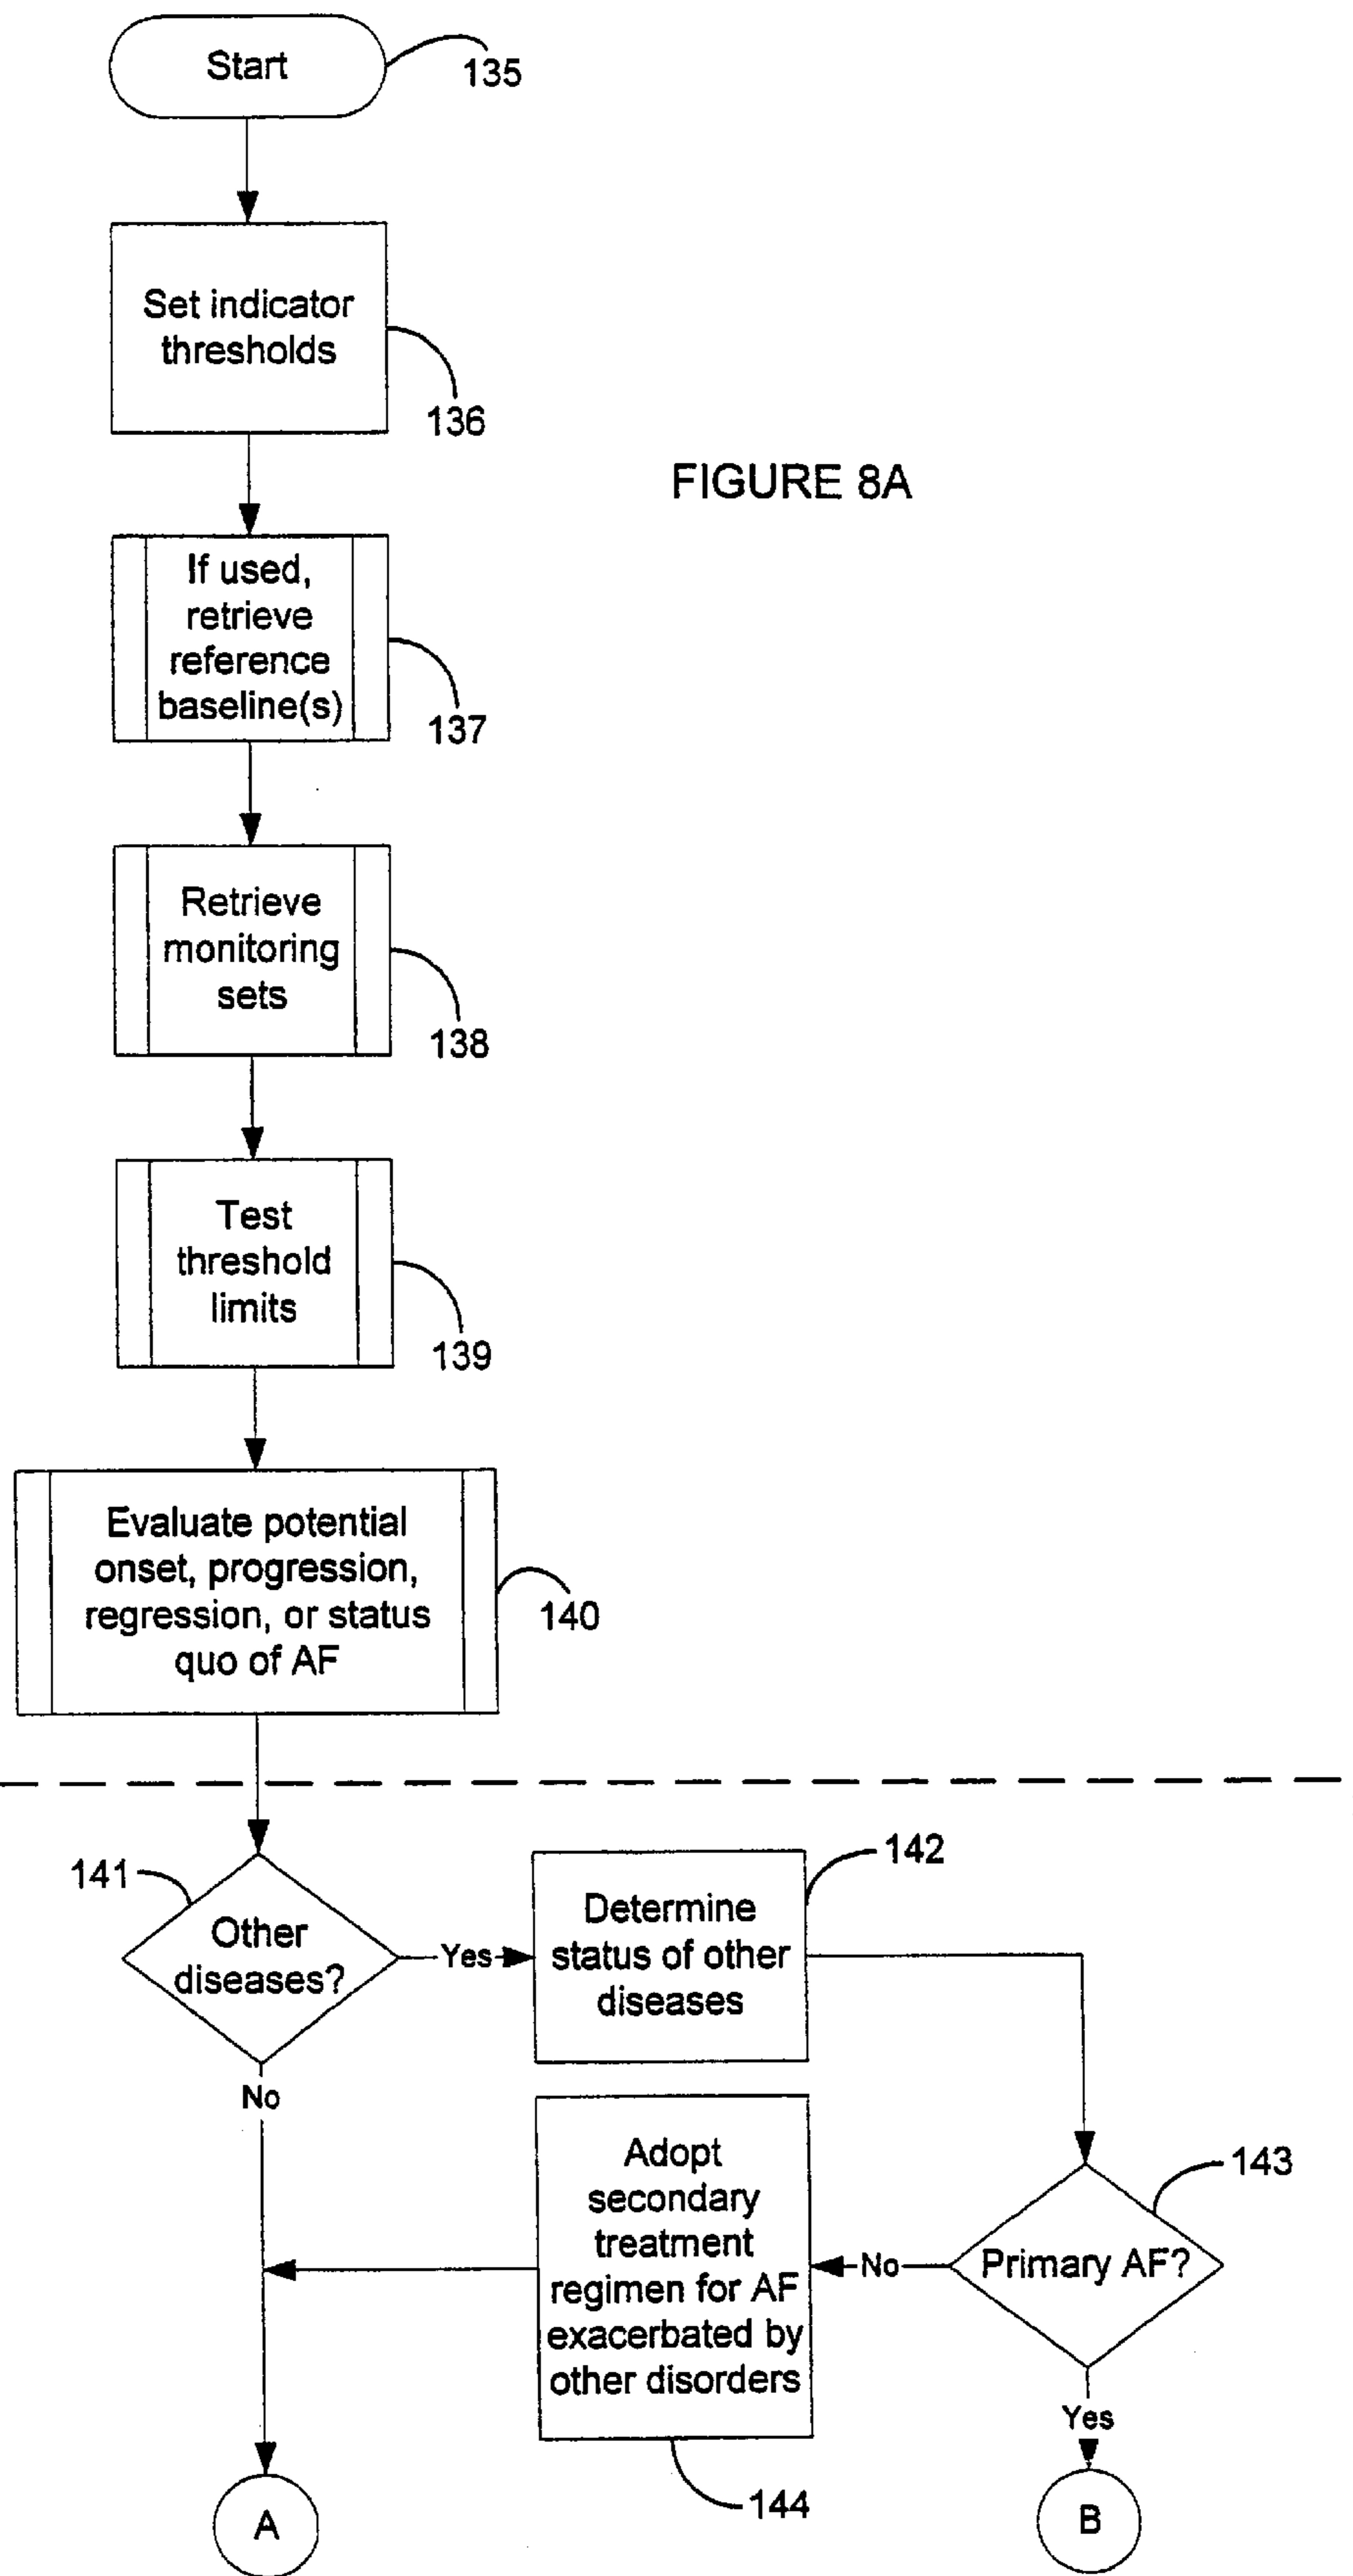 Start
135
Set indicator
thresholds
136
FIGURE 8A
If used,
retrieve
reference
baseline(s)
137
Retrieve
monitoring
sets
138
Test
threshold
limits
139
Evaluate potential
onset, progression,
regression, or status
quo of AF
140
141
Other
diseases?
Yes
No
142
Determine
status of other
diseases
143
Primary AF?
No
Yes
Adopt
secondary
treatment
regimen for AF
exacerbated by
other disorders
144
A
B